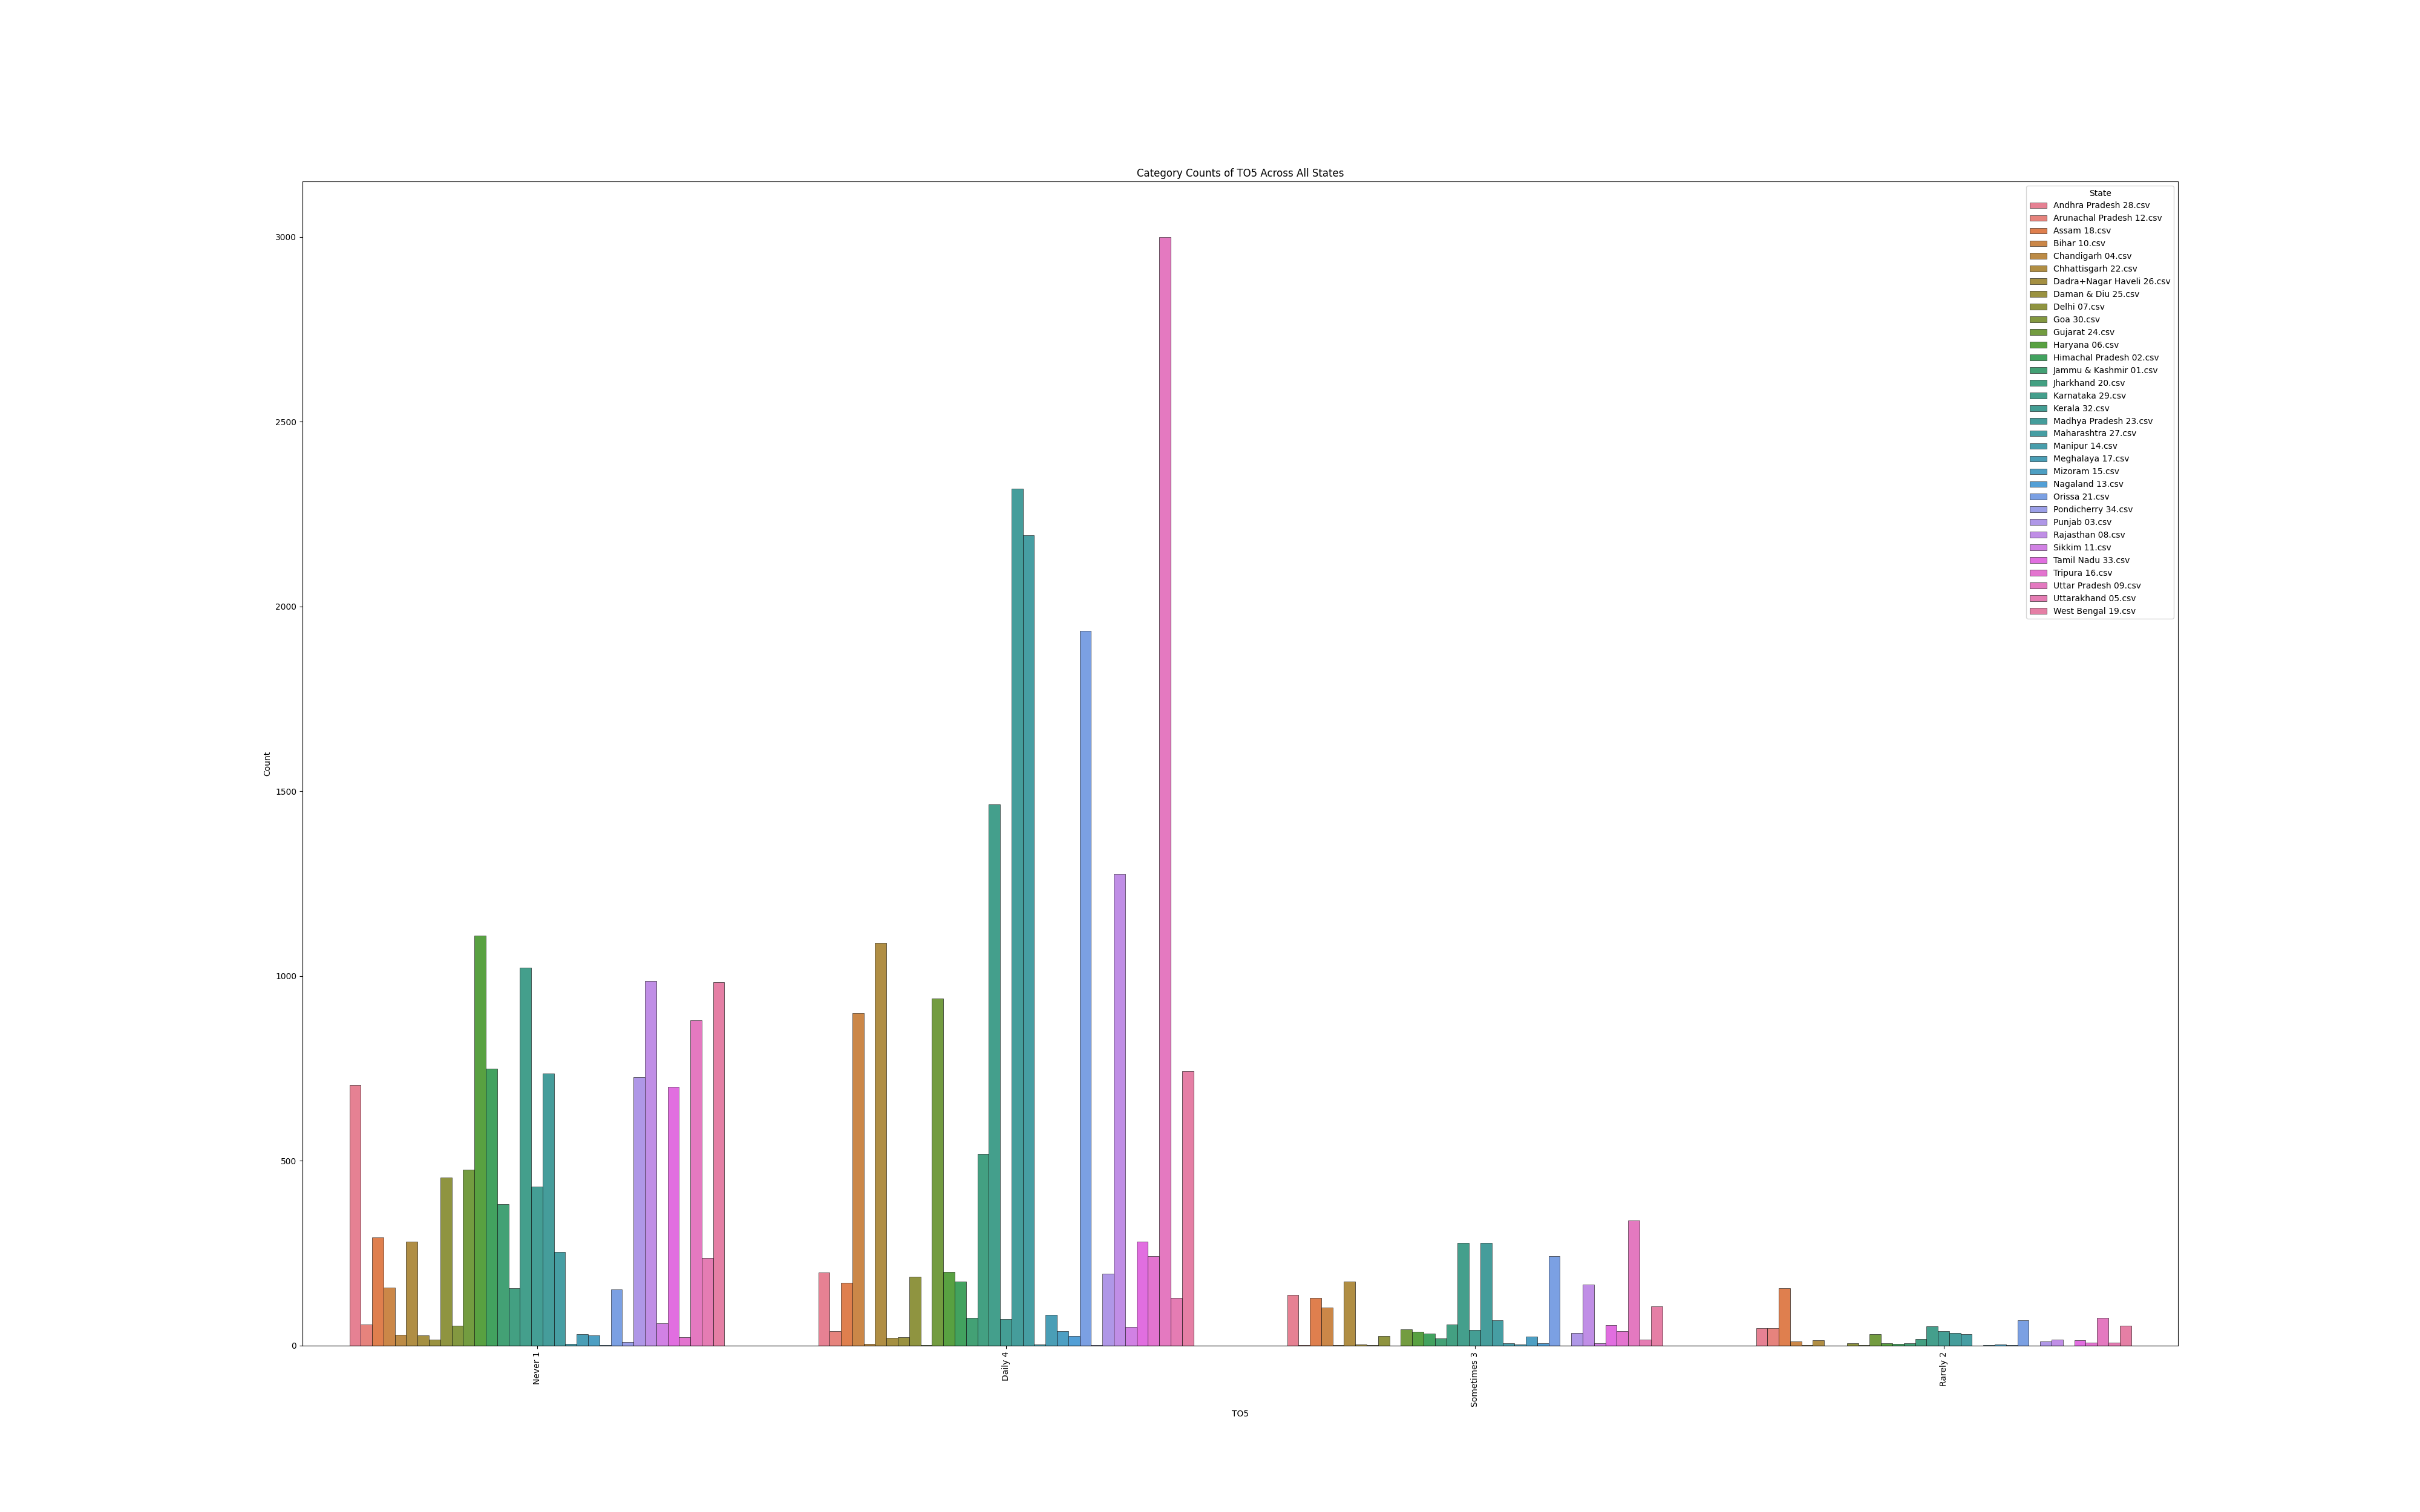 Category Counts of TO5 Across All States
State
Andhra Pradesh 28.csv
Arunachal Pradesh 12.csv
Assam 18.csv
Bihar 10.csv
Chandigarh 04.csv
Chhattisgarh 22.csv
Dadra+Nagar Haveli 26.csv
Daman & Diu 25.csv
Delhi 07.csv
Goa 30.csv
Gujarat 24.csv
Haryana 06.csv
Himachal Pradesh 02.csv
Jammu & Kashmir 01.csv
Jharkhand 20.csv
Karnataka 29.csv
Kerala 32.csv
Madhya Pradesh 23.csv
Maharashtra 27.csv
Manipur 14.csv
Meghalaya 17.csv
Mizoram 15.csv
Nagaland 13.csv
Orissa 21.csv
Pondicherry 34.csv
Punjab 03.csv
Rajasthan 08.csv
Sikkim 11.csv
Tamil Nadu 33.csv
Tripura 16.csv
Uttar Pradesh 09.csv
Uttarakhand 05.csv
West Bengal 19.csv
3000
2500
2000
1500
1000
500
0
Count
Never 1
Daily 4
Sometimes 3
Rarely 2
TO5